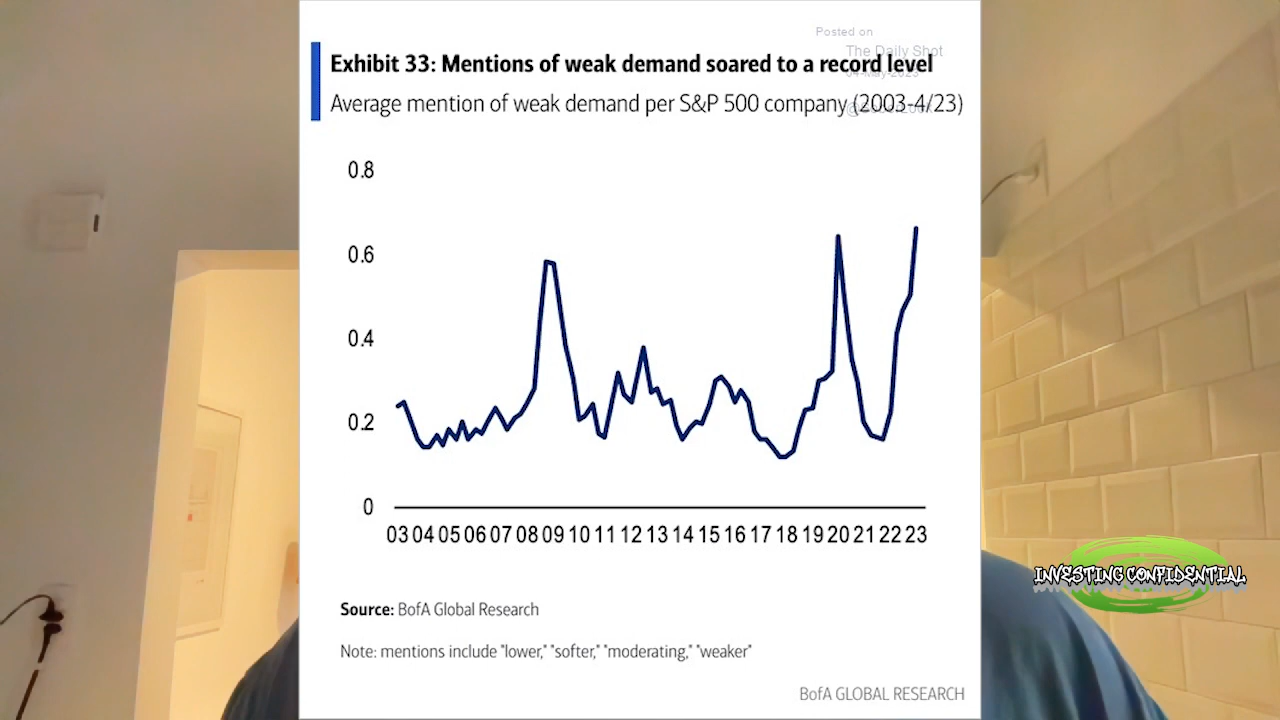 Posted on
The Daily Shot
Exhibit 33: Mentions of weak demand soared to a record level
Average mention of weak demand per S&P 500 company (2003-4/23)
0.8
0.6
0.4
0.2
0
03 04 05 06 07 08 09 10 11 12 13 14 15 16 17 18 19 20 21 22 23
INVESTING CONFIDENTIAL
Source: BofA Global Research
Note: mentions include "lower," "softer," "moderating," "weaker"
BofA GLOBAL RESEARCH